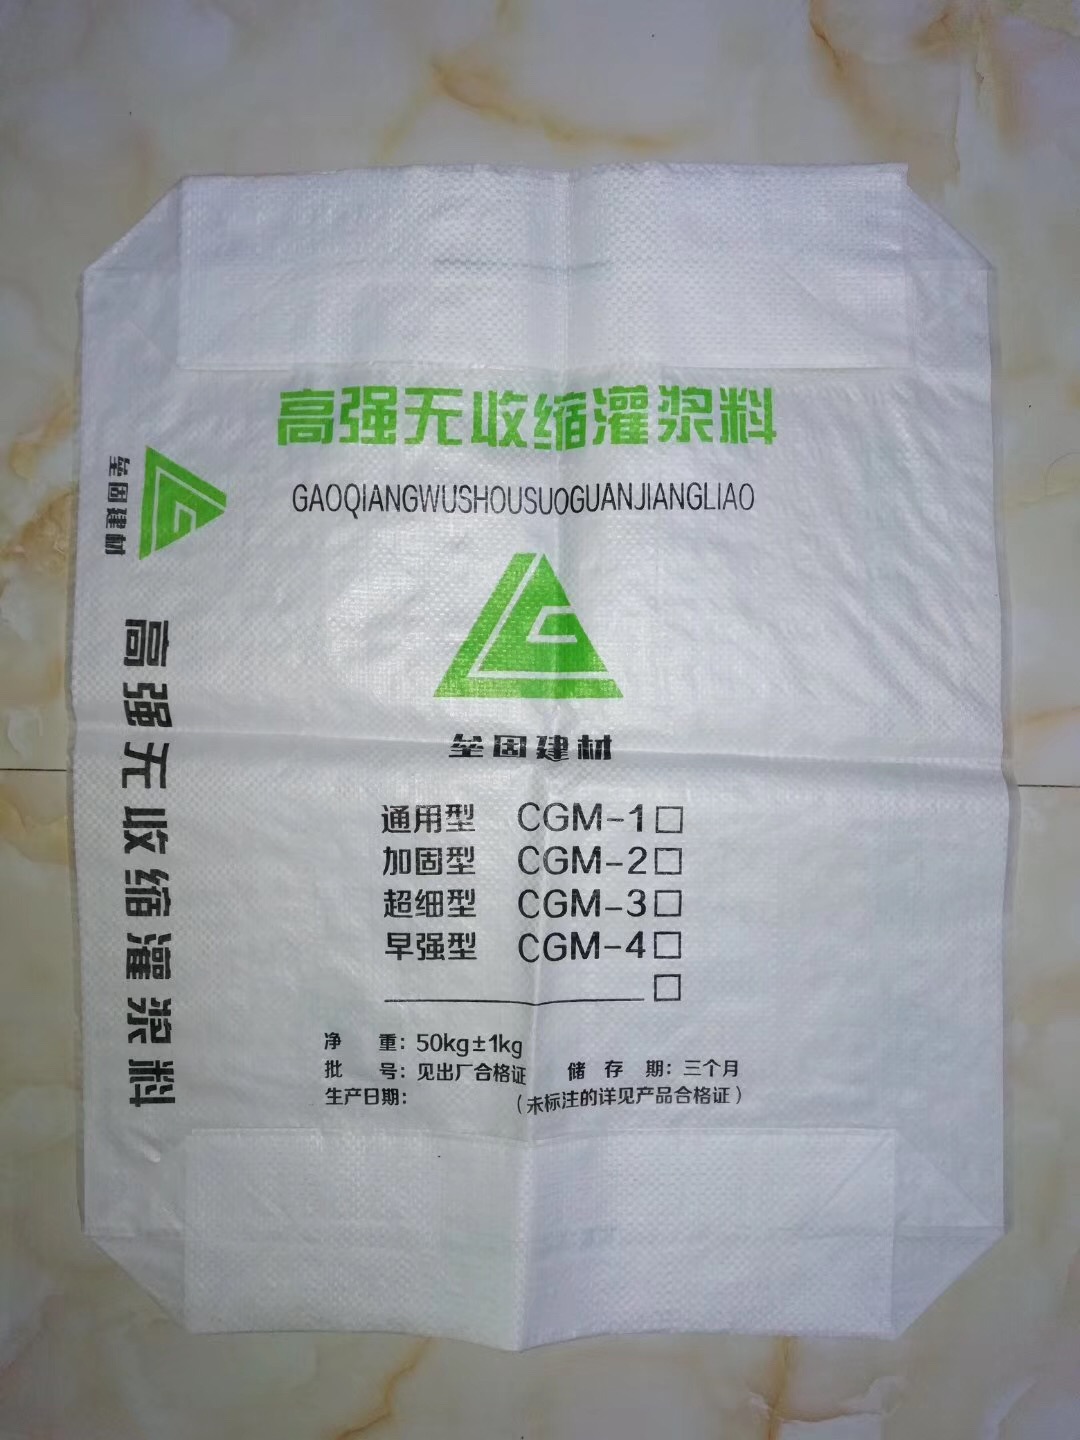 高强无收缩灌浆料
GAOQIANGWUSHOUSUOGUANJIANGLIAO
垒固建材
通用型 CGM-1□
加固型 CGM-2□
超细型 CGM-3□
早强型 CGM-4□
□
净 重：50kg±1kg
批 号：见出厂合格证 储 存 期：三个月
生产日期： （未标注的详见产品合格证）
垒固建材
高强无收缩灌浆料